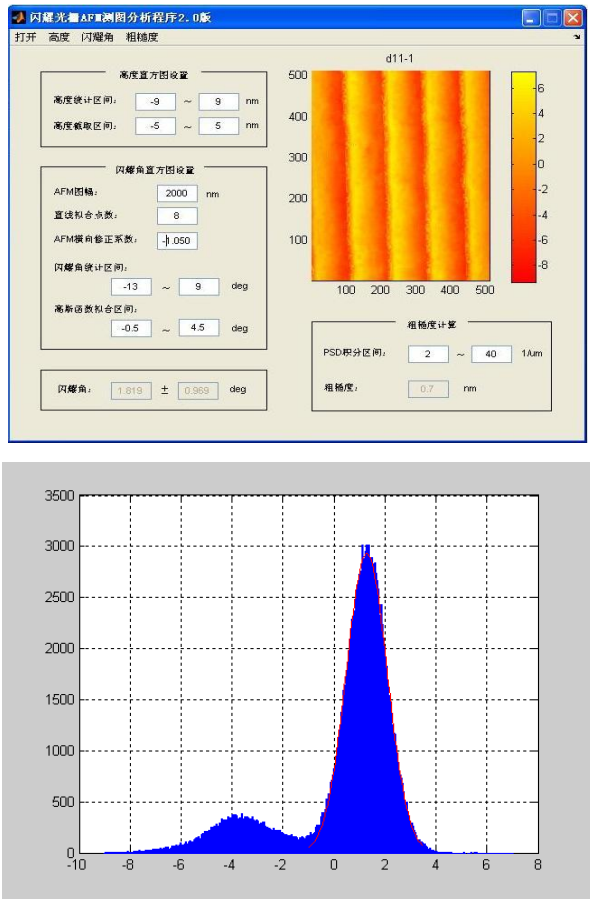 闪耀光栅AFM测图分析程序2.0版
打开 高度 闪耀角 粗糙度
高度直方图设置
高度统计区间: -9 ~ 9 nm
高度截取区间: -5 ~ 5 nm
闪耀角直方图设置
AFM图幅: 2000 nm
直线拟合点数: 8
AFM横向修正系数: -1.050
闪耀角统计区间:
-13 ~ 9 deg
高斯函数拟合区间:
-0.5 ~ 4.5 deg
闪耀角: 1.819 ± 0.969 deg
d11-1
500
400
300
200
100
100 200 300 400 500
6
4
2
0
-2
-4
-6
-8
粗糙度计算
PSD积分区间: 2 ~ 40 1/um
粗糙度: 0.7 nm
3500
3000
2500
2000
1500
1000
500
0
-10 -8 -6 -4 -2 0 2 4 6 8